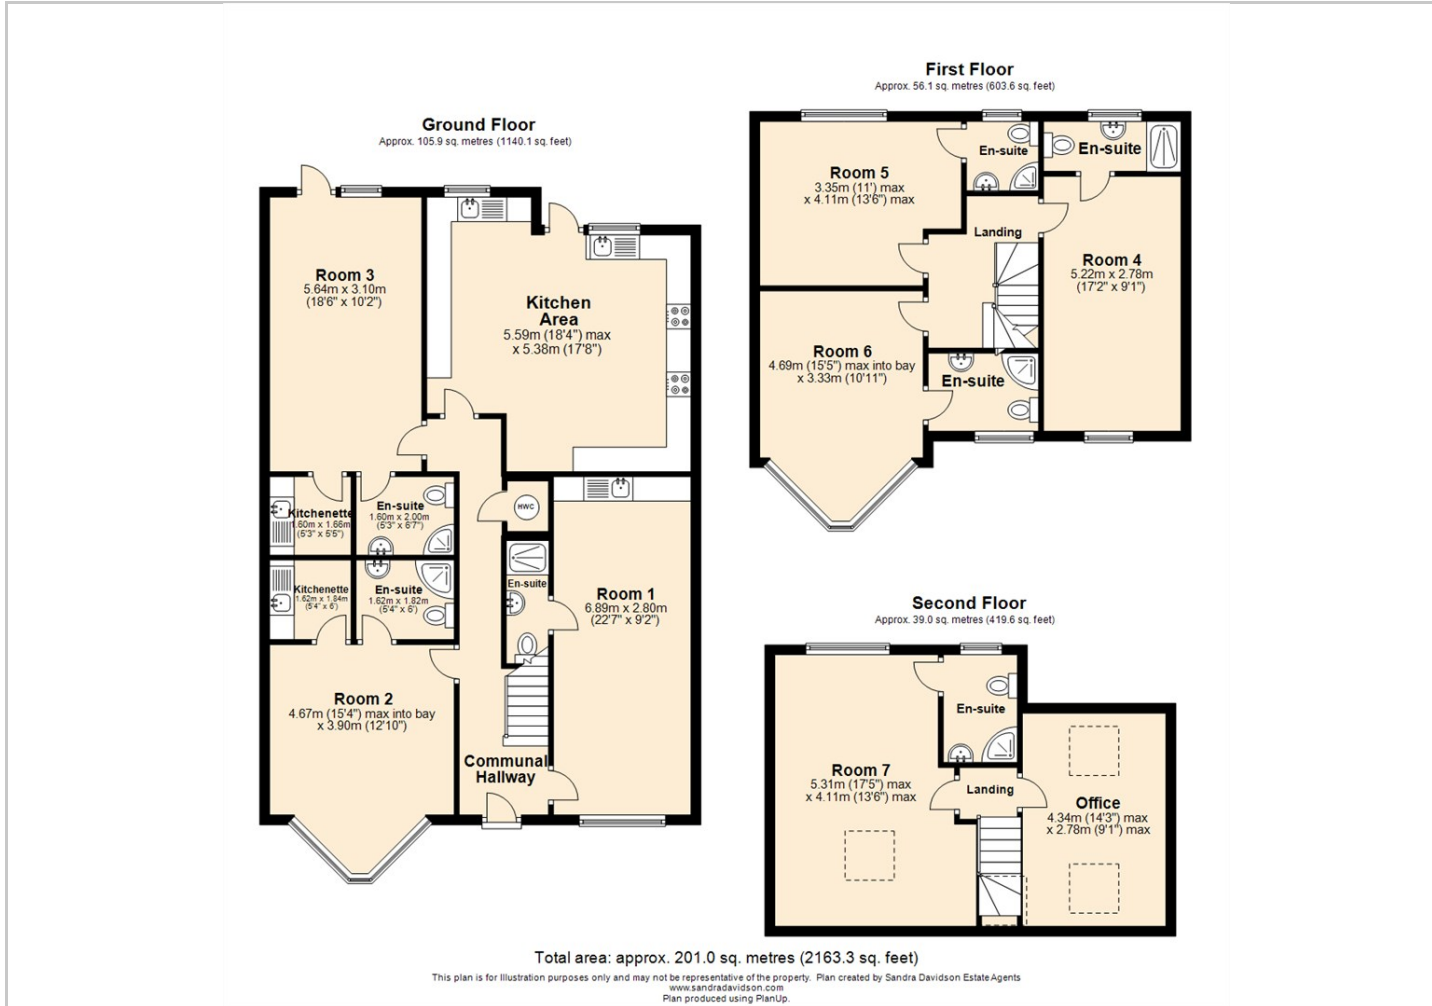 Ground Floor
Approx. 105.9 sq. metres (1140.1 sq. feet)
Room 3
5.64m x 3.10m
(18'6" x 10'2")
Kitchen
Area
5.59m (18'4") max
x 5.38m (17'8")
Kitchenette
1.60m x 1.66m
(5'3" x 5'5")
En-suite
1.60m x 2.00m
(5'3" x 6'7")
HWC
Kitchenette
1.62m x 1.84m
(5'4" x 6')
En-suite
1.62m x 1.82m
(5'4" x 6')
En-suite
Room 1
6.89m x 2.80m
(22'7" x 9'2")
Room 2
4.67m (15'4") max into bay
x 3.90m (12'10")
Communal
Hallway
First Floor
Approx. 56.1 sq. metres (603.6 sq. feet)
Room 5
3.35m (11') max
x 4.11m (13'6") max
En-suite
En-suite
Landing
Room 4
5.22m x 2.78m
(17'2" x 9'1")
Room 6
4.69m (15'5") max into bay
x 3.33m (10'11")
En-suite
Second Floor
Approx. 39.0 sq. metres (419.6 sq. feet)
En-suite
Room 7
5.31m (17'5") max
x 4.11m (13'6") max
Landing
Office
4.34m (14'3") max
x 2.78m (9'1") max
Total area: approx. 201.0 sq. metres (2163.3 sq. feet)
This plan is for Illustration purposes only and may not be representative of the property. Plan created by Sandra Davidson Estate Agents
www.sandradavidson.com
Plan produced using PlanUp.